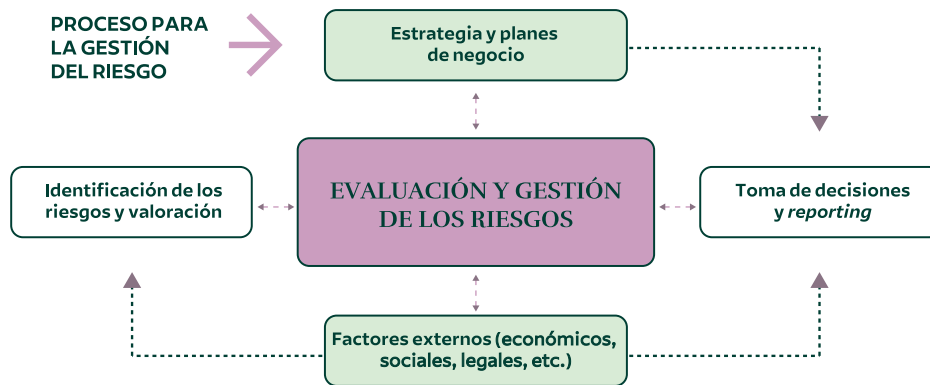 PROCESO PARA
LA GESTIÓN
DEL RIESGO
Estrategia y planes
de negocio
Identificación de los
riesgos y valoración
EVALUACIÓN Y GESTIÓN
DE LOS RIESGOS
Toma de decisiones
y reporting
Factores externos (económicos,
sociales, legales, etc.)